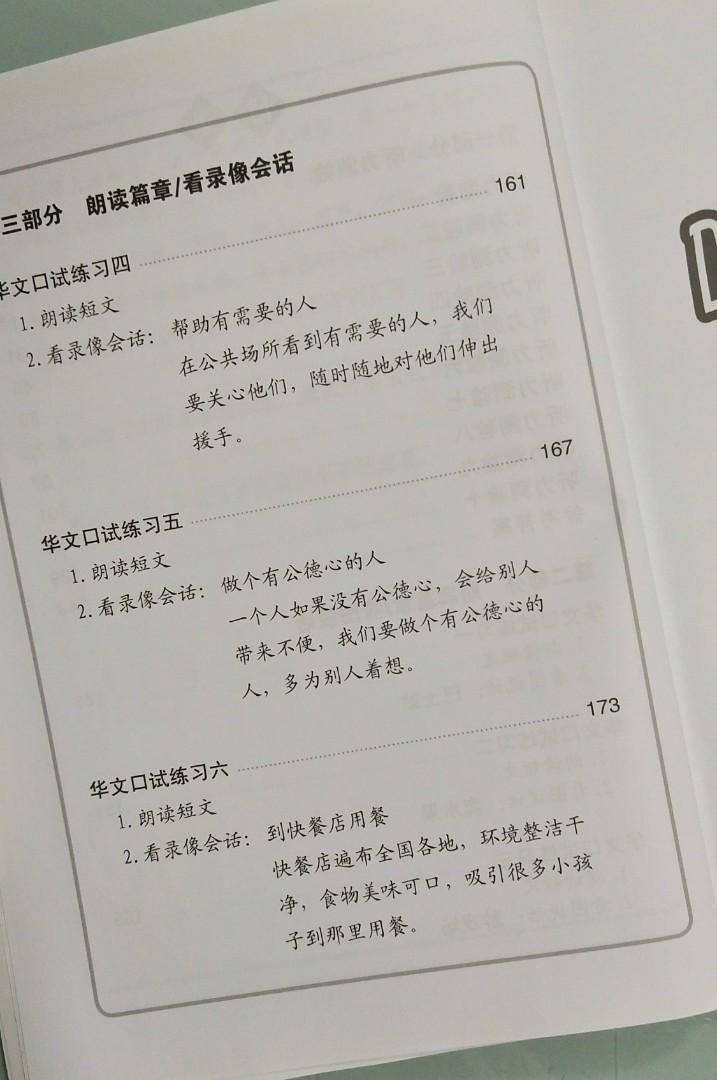 三部分 朗读篇章/看录像会话
华文口试练习四 161
1. 朗读短文
2. 看录像会话： 帮助有需要的人
在公共场所看到有需要的人，我们
要关心他们，随时随地对他们伸出
援手。
华文口试练习五 167
1. 朗读短文
2. 看录像会话： 做个有公德心的人
一个人如果没有公德心，会给别人
带来不便，我们要做个有公德心的
人，多为别人着想。
华文口试练习六 173
1. 朗读短文
2. 看录像会话： 到快餐店用餐
快餐店遍布全国各地，环境整洁干
净，食物美味可口，吸引很多小孩
子到那里用餐。